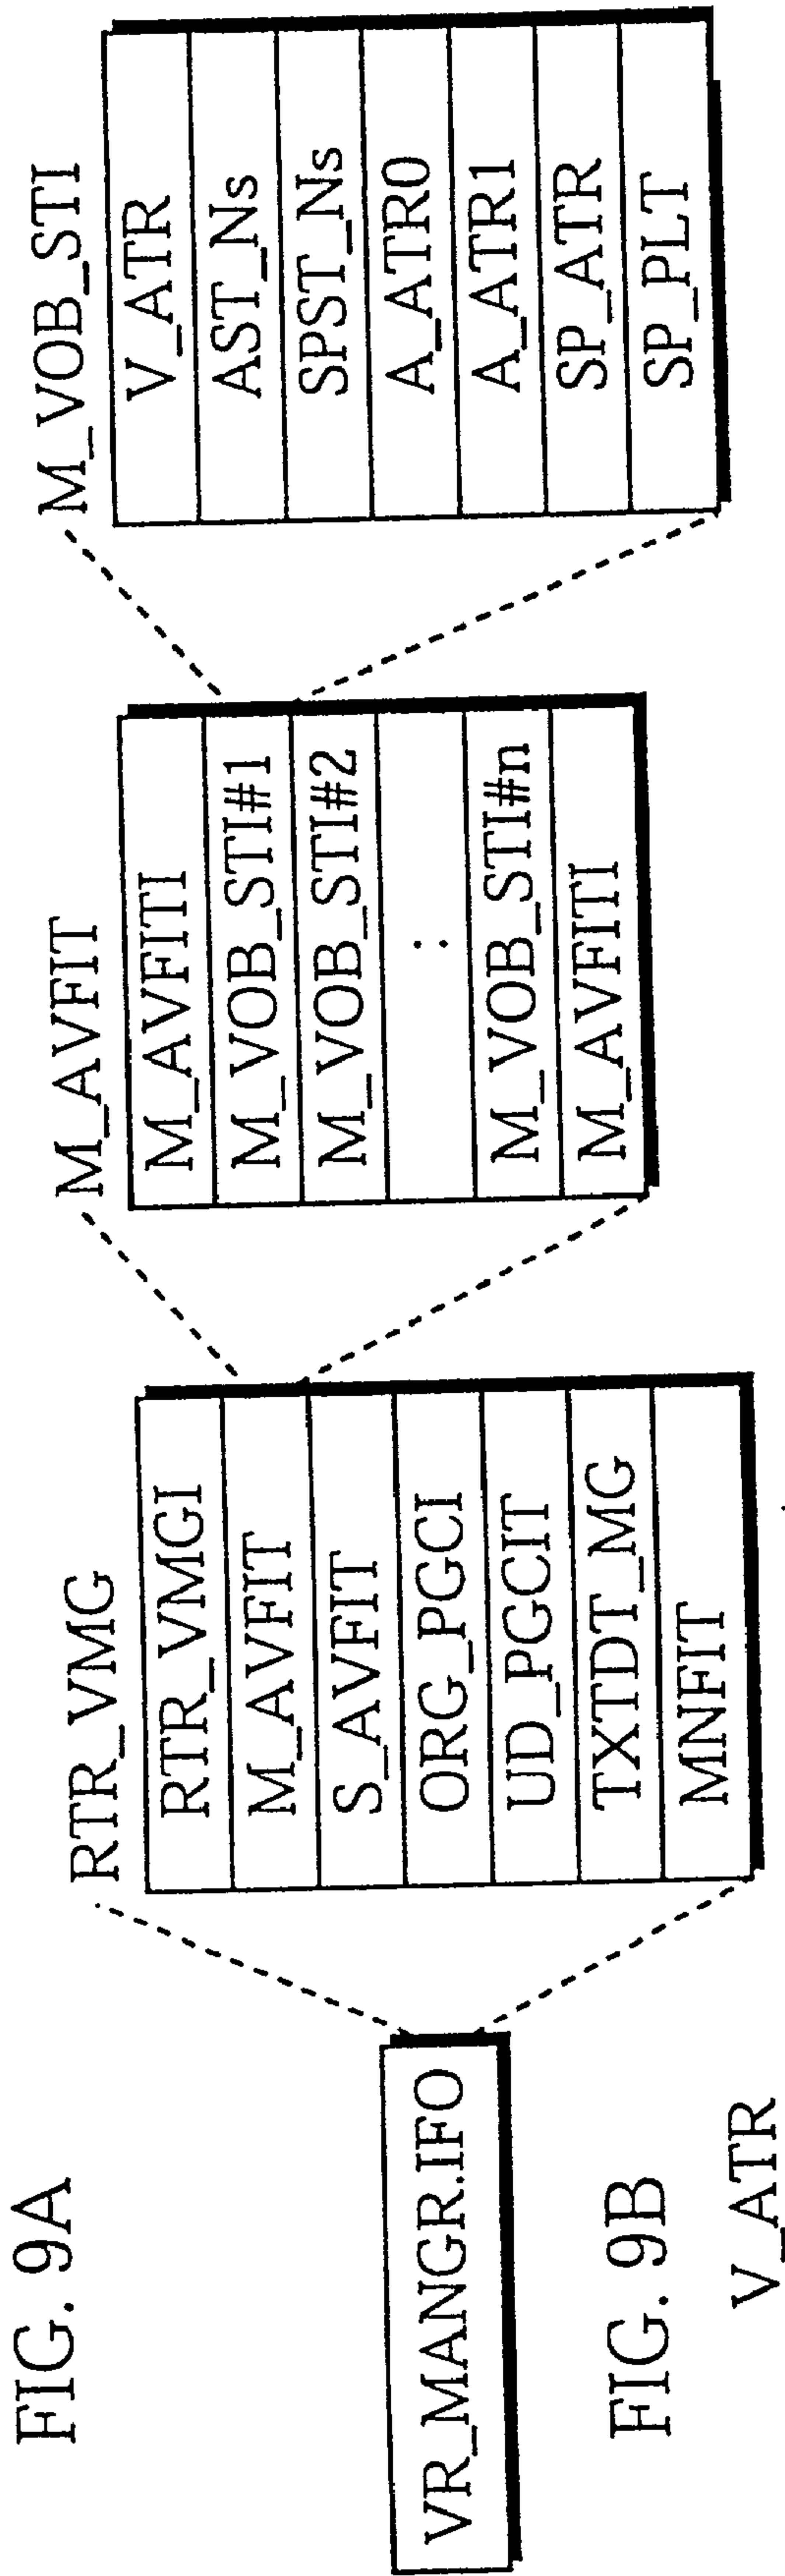 FIG. 9A
VR_MANGR.IFO
RTR_VMG
RTR_VMGI
M_AVFIT
S_AVFIT
ORG_PGCI
UD_PGCIT
TXTDT_MG
MNFIT
M_AVFIT
M_AVFITI
M_VOB_STI#1
M_VOB_STI#2
:
M_VOB_STI#n
M_AVFITI
M_VOB_STI
V_ATR
AST_Ns
SPST_Ns
A_ATR0
A_ATR1
SP_ATR
SP_PLT
FIG. 9B
V_ATR